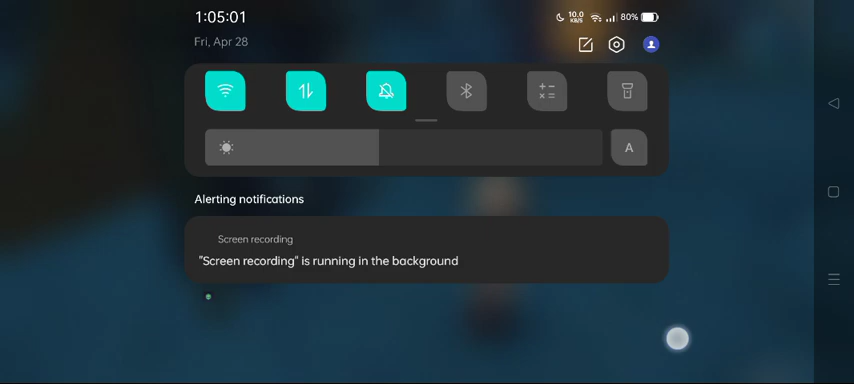 1:05:01
10.0
KB/S
80%
Fri, Apr 28
A
Alerting notifications
Screen recording
"Screen recording" is running in the background